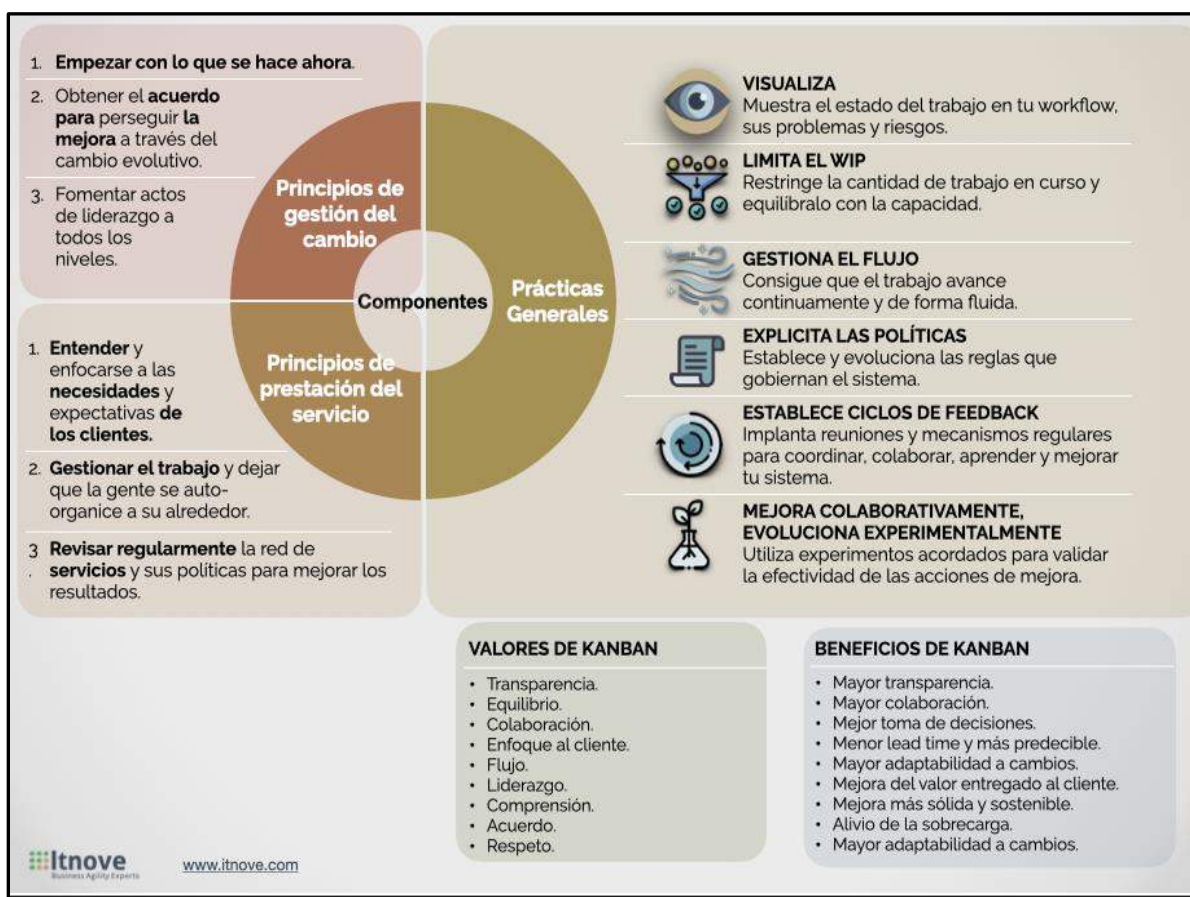 1. Empezar con lo que se hace ahora.
2. Obtener el acuerdo
para perseguir la
mejora a través del
cambio evolutivo.
3. Fomentar actos
de liderazgo a
todos los
niveles.
Principios de
gestión del
cambio
Componentes
Prácticas
Generales
Principios de
prestación del
servicio
1. Entender y
enfocarse a las
necesidades y
expectativas de
los clientes.
2. Gestionar el trabajo y dejar
que la gente se auto-
organice a su alrededor.
3 Revisar regularmente la red de
. servicios y sus políticas para mejorar los
resultados.
VISUALIZA
Muestra el estado del trabajo en tu workflow,
sus problemas y riesgos.
LIMITA EL WIP
Restringe la cantidad de trabajo en curso y
equilíbralo con la capacidad.
GESTIONA EL FLUJO
Consigue que el trabajo avance
continuamente y de forma fluida.
EXPLICITA LAS POLÍTICAS
Establece y evoluciona las reglas que
gobiernan el sistema.
ESTABLECE CICLOS DE FEEDBACK
Implanta reuniones y mecanismos regulares
para coordinar, colaborar, aprender y mejorar
tu sistema.
MEJORA COLABORATIVAMENTE,
EVOLUCIONA EXPERIMENTALMENTE
Utiliza experimentos acordados para validar
la efectividad de las acciones de mejora.
VALORES DE KANBAN
• Transparencia.
• Equilibrio.
• Colaboración.
• Enfoque al cliente.
• Flujo.
• Liderazgo.
• Comprensión.
• Acuerdo.
• Respeto.
BENEFICIOS DE KANBAN
• Mayor transparencia.
• Mayor colaboración.
• Mejor toma de decisiones.
• Menor lead time y más predecible.
• Mayor adaptabilidad a cambios.
• Mejora del valor entregado al cliente.
• Mejora más sólida y sostenible.
• Alivio de la sobrecarga.
• Mayor adaptabilidad a cambios.
Itnove
Business Agility Experts
www.itnove.com